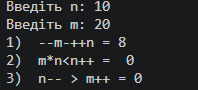 Введіть n: 10
Введіть m: 20
1)  --m-++n = 8
2)  m*n<n++ =  0
3)  n-- > m++ = 0